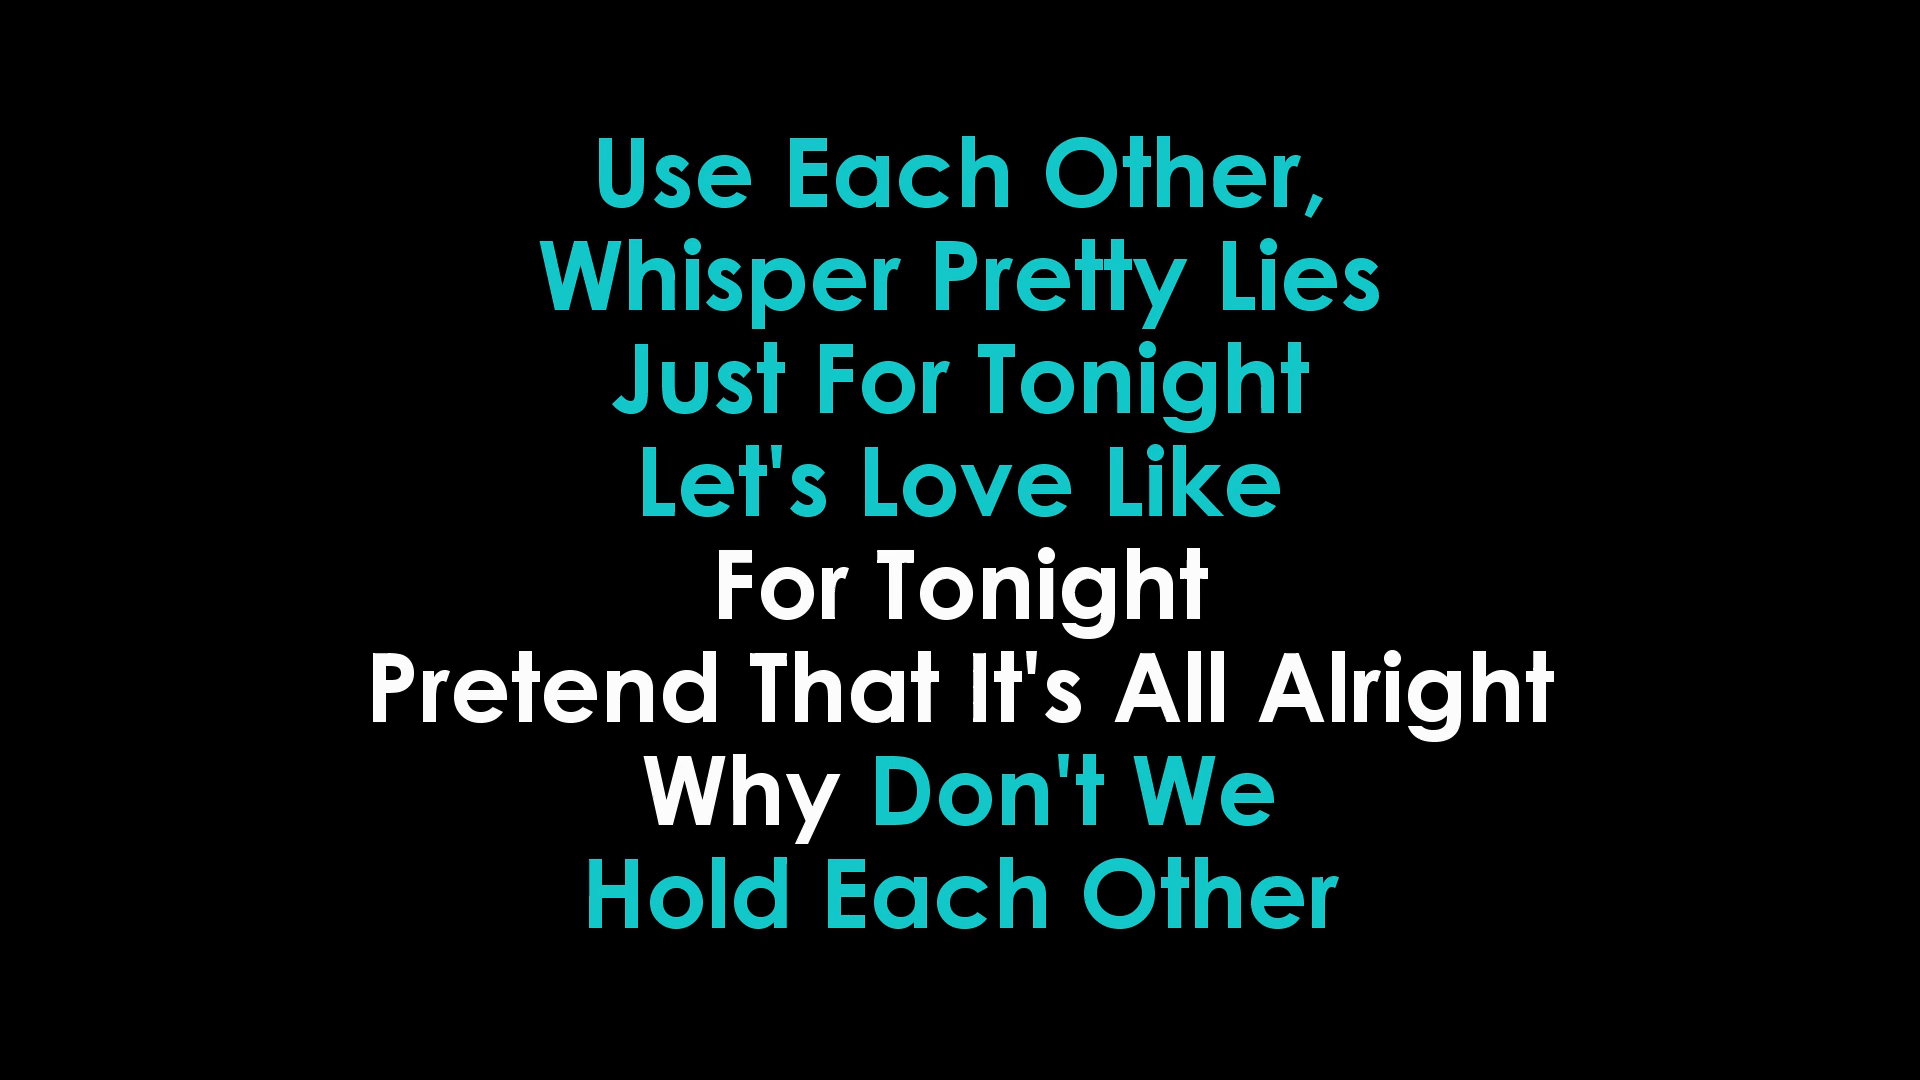 Use Each Other,
Whisper Pretty Lies
Just For Tonight
Let's Love Like
For Tonight
Pretend That It's All Alright
Why Don't We
Hold Each Other